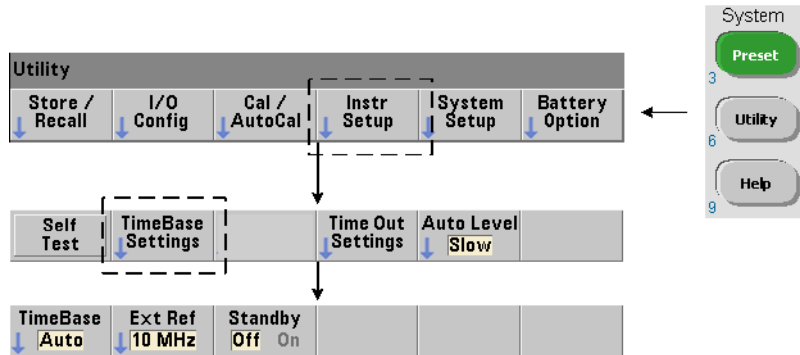 System
Preset
3
Utility
6
Help
9
Utility
Store / Recall
I/O Config
Cal / AutoCal
Instr Setup
System Setup
Battery Option
Self Test
TimeBase Settings
Time Out Settings
Auto Level Slow
TimeBase Auto
Ext Ref 10 MHz
Standby Off On